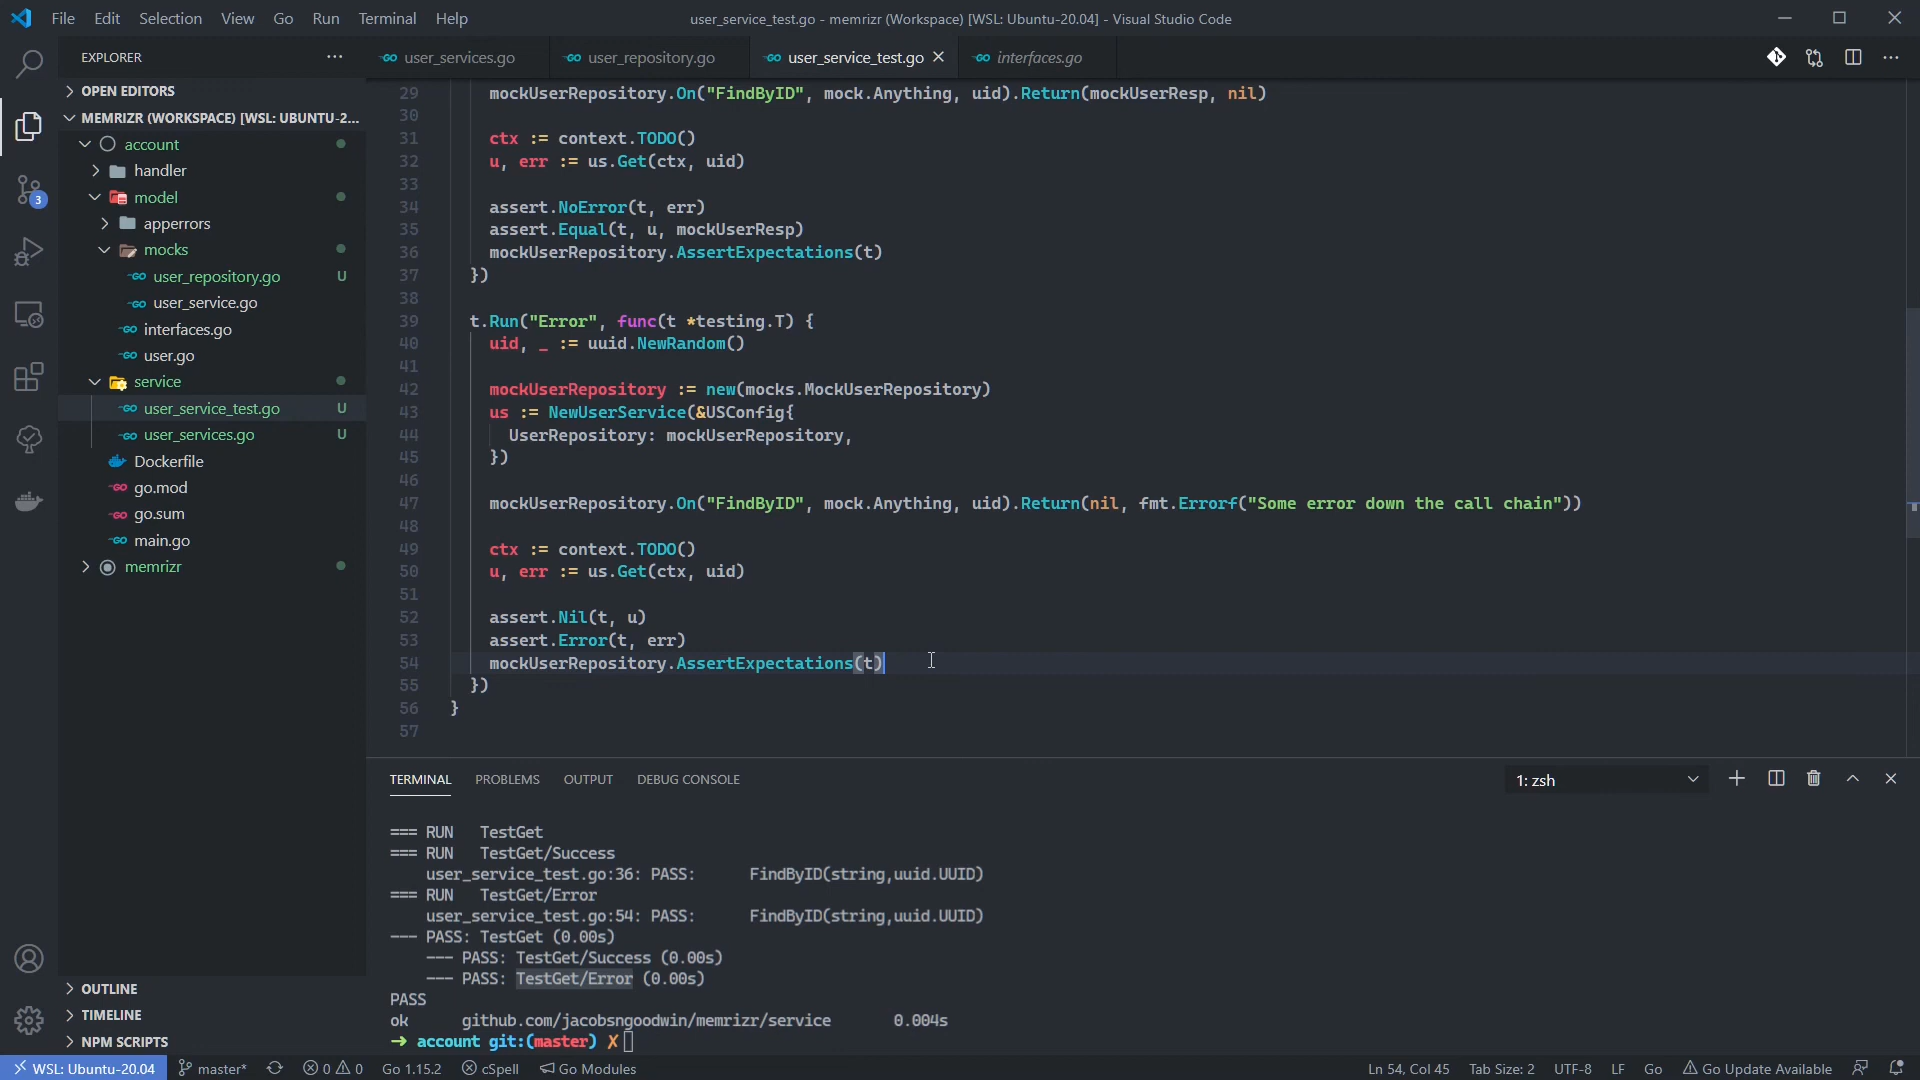 File Edit Selection View Go Run Terminal Help
user_service_test.go - memrizr (Workspace) [WSL: Ubuntu-20.04] - Visual Studio Code
EXPLORER
user_services.go
user_repository.go
user_service_test.go
interfaces.go
OPEN EDITORS
MEMRIZR (WORKSPACE) [WSL: UBUNTU-2...
account
handler
model
apperrors
mocks
user_repository.go U
user_service.go
interfaces.go
user.go
service
user_service_test.go U
user_services.go U
Dockerfile
go.mod
go.sum
main.go
memrizr
OUTLINE
TIMELINE
NPM SCRIPTS
3
29 mockUserRepository.On("FindByID", mock.Anything, uid).Return(mockUserResp, nil)
30
31 ctx := context.TODO()
32 u, err := us.Get(ctx, uid)
33
34 assert.NoError(t, err)
35 assert.Equal(t, u, mockUserResp)
36 mockUserRepository.AssertExpectations(t)
37 })
38
39 t.Run("Error", func(t *testing.T) {
40 uid, _ := uuid.NewRandom()
41
42 mockUserRepository := new(mocks.MockUserRepository)
43 us := NewUserService(&USConfig{
44 UserRepository: mockUserRepository,
45 })
46
47 mockUserRepository.On("FindByID", mock.Anything, uid).Return(nil, fmt.Errorf("Some error down the call chain"))
48
49 ctx := context.TODO()
50 u, err := us.Get(ctx, uid)
51
52 assert.Nil(t, u)
53 assert.Error(t, err)
54 mockUserRepository.AssertExpectations(t)
55 })
56 }
57
TERMINAL PROBLEMS OUTPUT DEBUG CONSOLE
1: zsh
=== RUN TestGet
=== RUN TestGet/Success
user_service_test.go:36: PASS: FindByID(string,uuid.UUID)
=== RUN TestGet/Error
user_service_test.go:54: PASS: FindByID(string,uuid.UUID)
--- PASS: TestGet (0.00s)
--- PASS: TestGet/Success (0.00s)
--- PASS: TestGet/Error (0.00s)
PASS
ok github.com/jacobsngoodwin/memrizr/service 0.004s
➜ account git:(master) ✗
WSL: Ubuntu-20.04 master* 0 0 Go 1.15.2 cSpell Go Modules Ln 54, Col 45 Tab Size: 2 UTF-8 LF Go Go Update Available